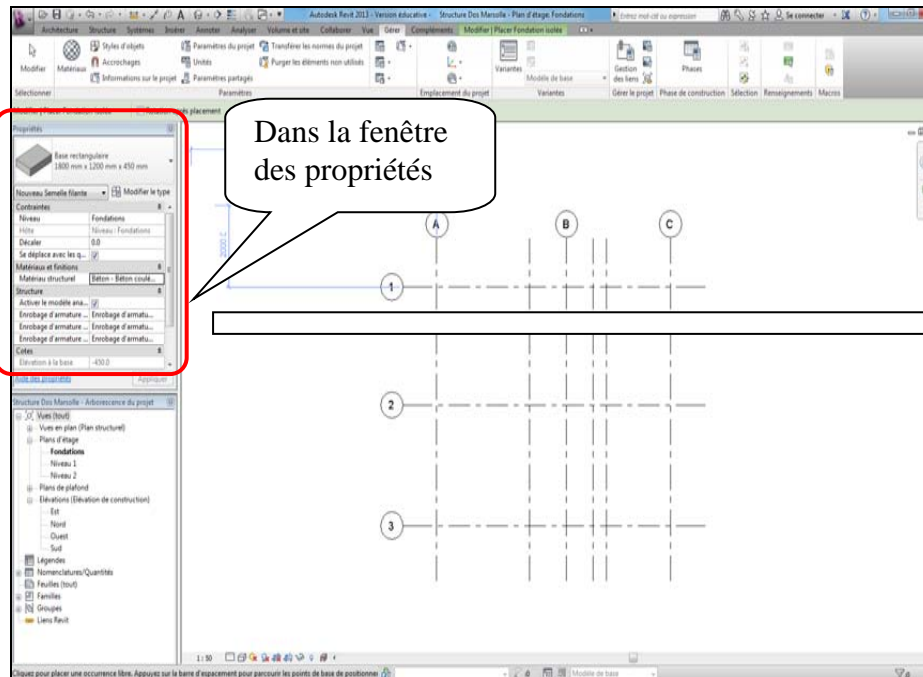 Autodesk Revit 2013 - Version éducative - Structure Dos Marsolle - Plan d'étage: Fondations
Entrez mot-clé ou expression
Se connecter
Architecture Structure Systèmes Insérer Annoter Analyser Volume et site Collaborer Vue Gérer Compléments Modifier | Placer Fondation isolée
Modifier
Matériaux
Styles d'objets
Accrochages
Informations sur le projet
Paramètres du projet
Unités
Paramètres partagés
Transférer les normes du projet
Purger les éléments non utilisés
Variantes
Modèle de base
Gestion des liens
Phases
Sélectionner
Paramètres
Emplacement du projet
Variantes
Gérer le projet
Phase de construction
Sélection
Renseignements
Macros
placement
Propriétés
Base rectangulaire
1800 mm x 1200 mm x 450 mm
Nouveau Semelle filante
Modifier le type
Contraintes
Niveau Fondations
Hôte Niveau : Fondations
Décaler 0.0
Se déplace avec les q...
Matériaux et finitions
Matériau structurel Béton - Béton coulé...
Structure
Activer le modèle ana...
Enrobage d'armature ... Enrobage d'armatu...
Enrobage d'armature ... Enrobage d'armatu...
Enrobage d'armature ... Enrobage d'armatu...
Cotes
Elévation à la base -450.0
Aide des propriétés
Appliquer
Dans la fenêtre
des propriétés
A
B
C
1
2
3
Structure Dos Marsolle - Arborescence du projet
Vues (tout)
Vues en plan (Plan structurel)
Plans d'étage
Fondations
Niveau 1
Niveau 2
Plans de plafond
Elévations (Elévation de construction)
Est
Nord
Ouest
Sud
Légendes
Nomenclatures/Quantités
Feuilles (tout)
Familles
Groupes
Liens Revit
1 : 50
Cliquez pour placer une occurrence libre. Appuyez sur la barre d'espacement pour parcourir les points de base de positionner
Modèle de base